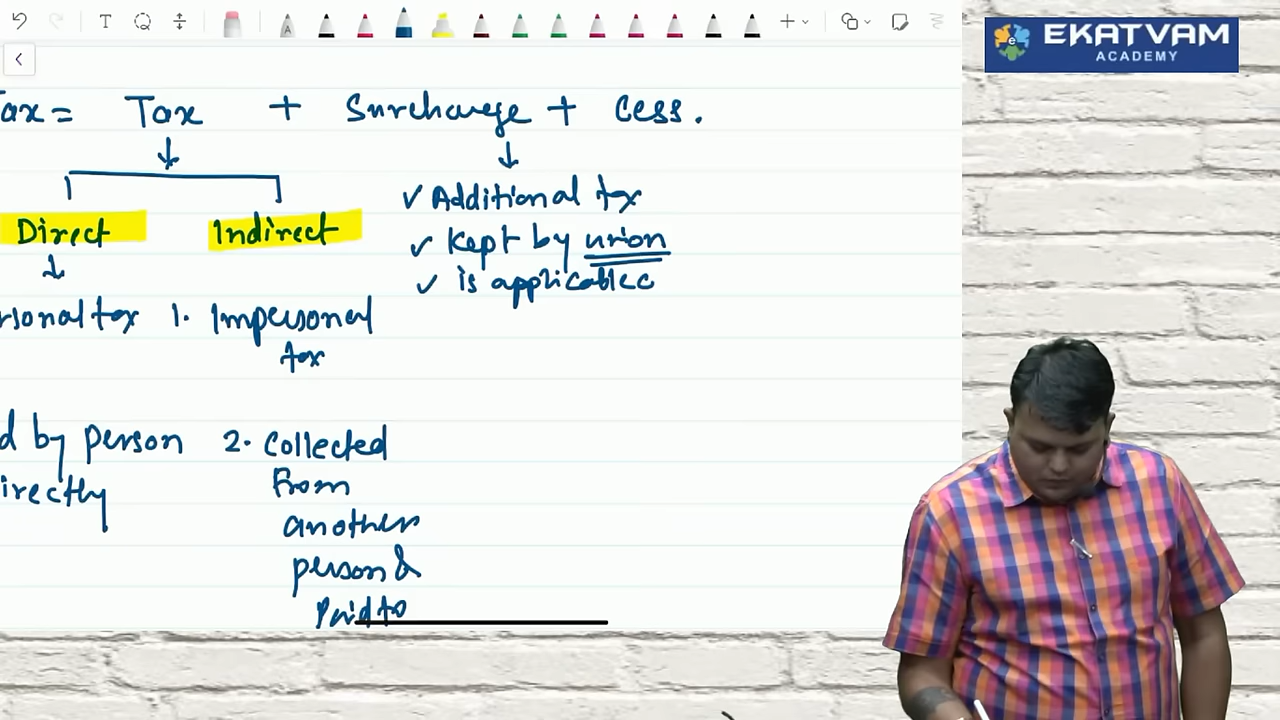 EKATVAM
ACADEMY
Tax = Tax + Surcharge + Cess.
Direct Indirect
✓ Additional tax
✓ Kept by union
✓ is applicable
rsonal tax 1. Impersonal
tax
d by person 2. Collected
irectly from
another
person &
Paid to